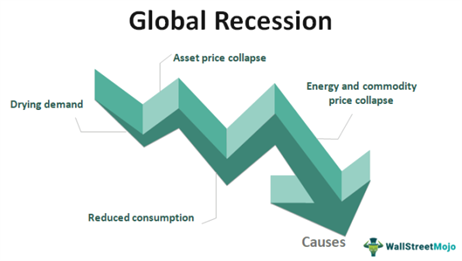 Global Recession
Asset price collapse
Energy and commodity
price collapse
Drying demand
Reduced consumption
Causes
WallStreetMojo